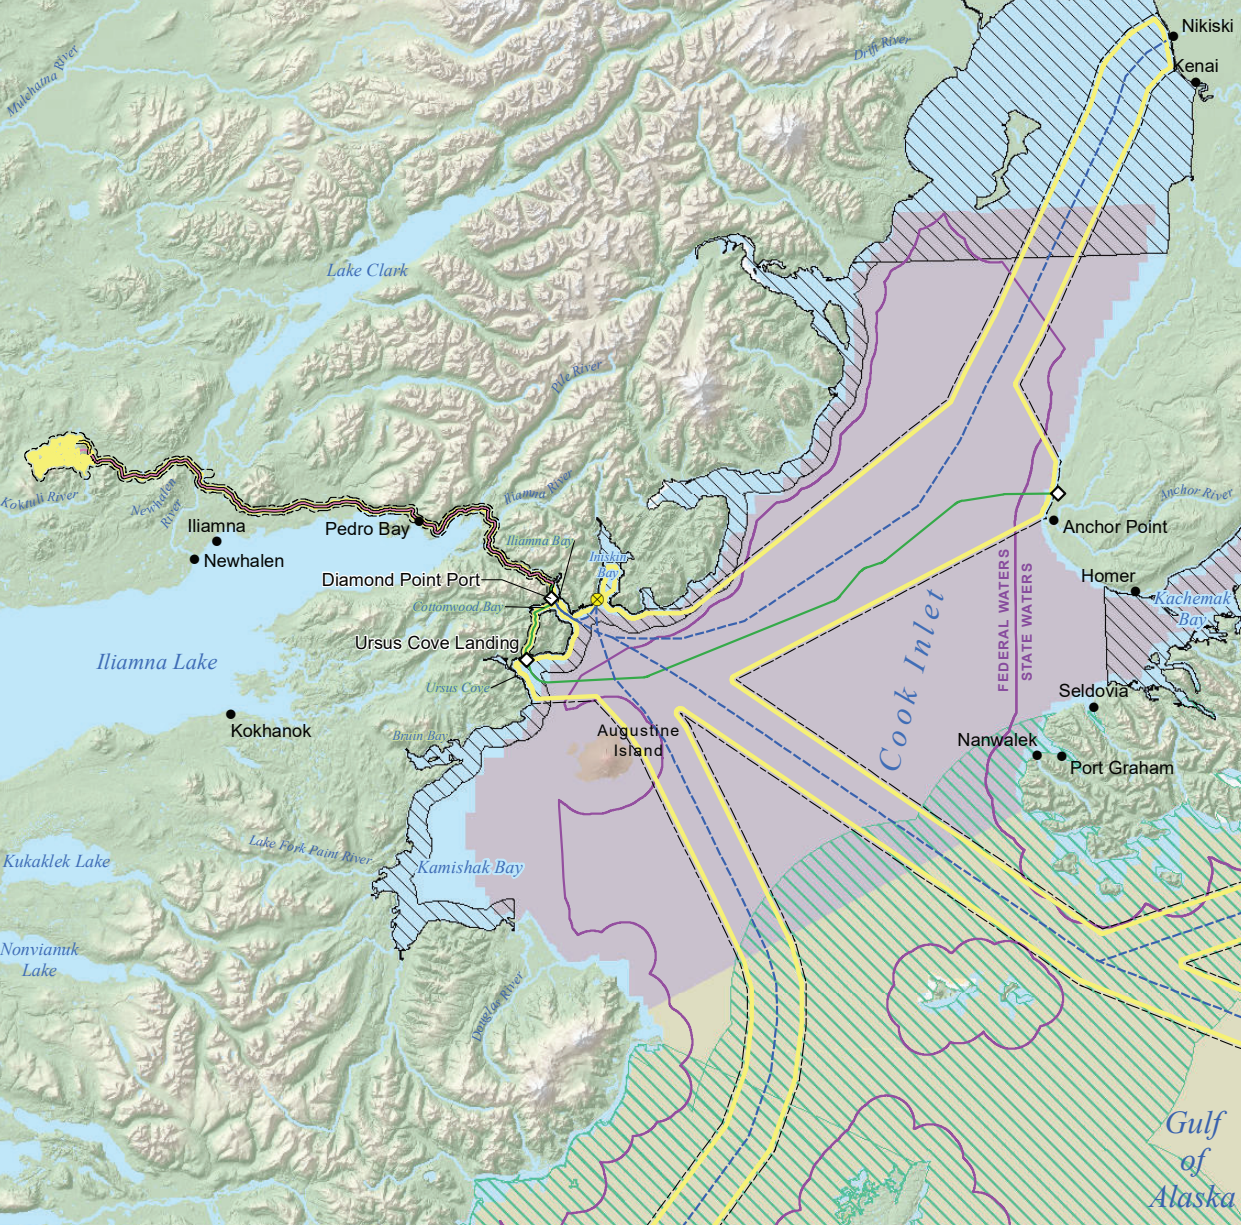 Nikiski
Drift River
Mulchatna River
Kenai
Lake Clark
Pile River
Koktuli River
Newhalen
River
Iliamna River
Anchor River
Iliamna
Pedro Bay
Anchor Point
Newhalen
Iliamna Bay
Iniskin
Bay
Diamond Point Port
Homer
Cottonwood Bay
Kachemak
Bay
FEDERAL WATERS
STATE WATERS
Cook Inlet
Ursus Cove Landing
Iliamna Lake
Ursus Cove
Seldovia
Kokhanok
Augustine
Island
Bruin Bay
Nanwalek
Port Graham
Lake Fork Paint River
Kukaklek Lake
Kamishak Bay
Nonvianuk
Lake
Douglas River
Gulf
of
Alaska